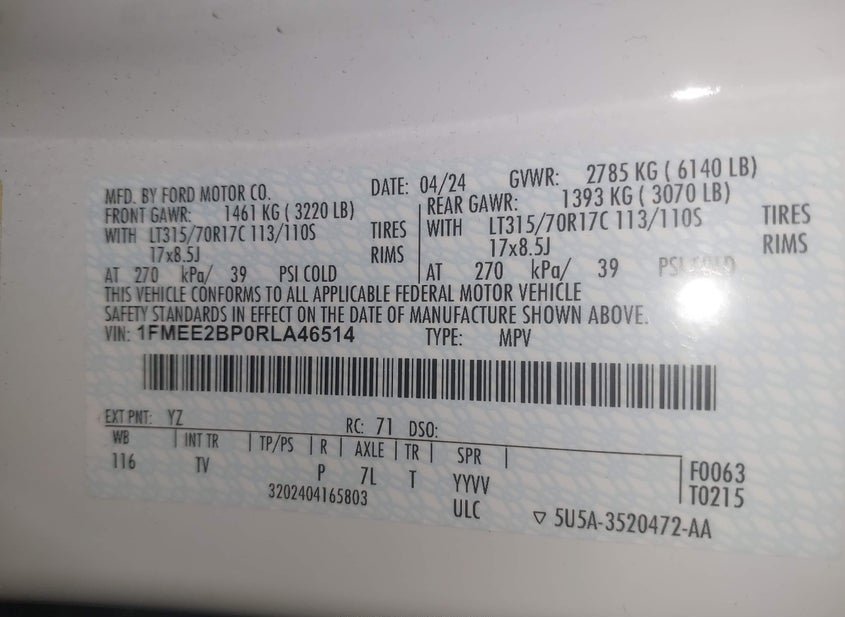 MFD. BY FORD MOTOR CO. DATE: 04/24 GVWR: 2785 KG ( 6140 LB)
FRONT GAWR: 1461 KG ( 3220 LB) REAR GAWR: 1393 KG ( 3070 LB)
WITH LT315/70R17C 113/110S TIRES WITH LT315/70R17C 113/110S TIRES
17x8.5J RIMS 17x8.5J RIMS
AT 270 kPa/ 39 PSI COLD AT 270 kPa/ 39 PSI COLD
THIS VEHICLE CONFORMS TO ALL APPLICABLE FEDERAL MOTOR VEHICLE
SAFETY STANDARDS IN EFFECT ON THE DATE OF MANUFACTURE SHOWN ABOVE.
VIN: 1FMEE2BP0RLA46514 TYPE: MPV
EXT PNT: YZ RC: 71 DSO:
WB | INT TR | TP/PS | R | AXLE | TR | SPR |
116 TV P 7L T YYVV F0063
3202404165803 ULC T0215
▽ 5U5A-3520472-AA